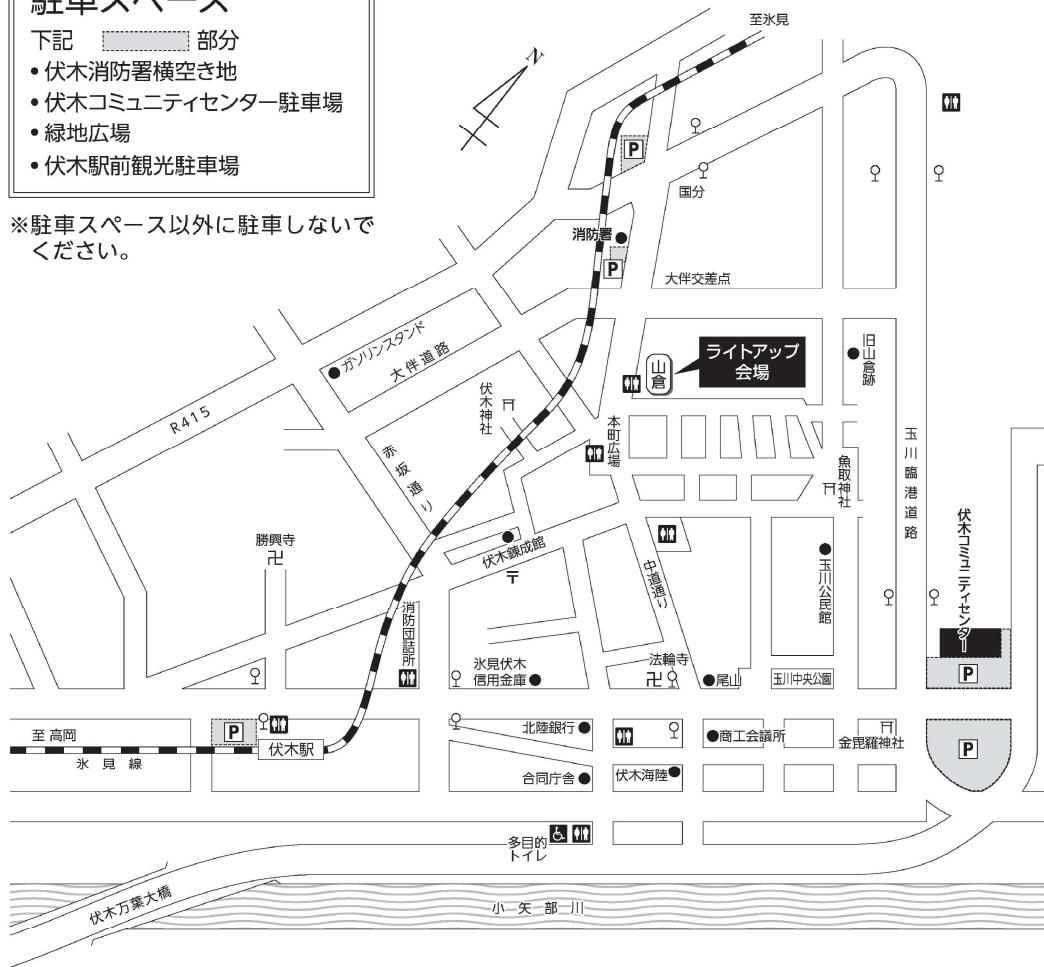 駐車スペース
下記 部分
• 伏木消防署横空き地
• 伏木コミュニティセンター駐車場
• 緑地広場
• 伏木駅前観光駐車場
※駐車スペース以外に駐車しないで
ください。
至氷見
N
P
国分
消防署
P
大伴交差点
ガソリンスタンド
大伴道路
R415
ライトアップ
会場
山倉
旧山倉跡
伏木神社
本町広場
赤坂通り
魚取神社
玉川臨港道路
勝興寺
伏木錬成館
〒
中道通り
玉川公民館
伏木コミュニティセンター
P
消防団詰所
氷見伏木
信用金庫
法輪寺
尾山
玉川中央公園
至 高岡
P
伏木駅
氷見線
北陸銀行
商工会議所
金毘羅神社
P
合同庁舎
伏木海陸
多目的
トイレ
伏木万葉大橋
小矢部川